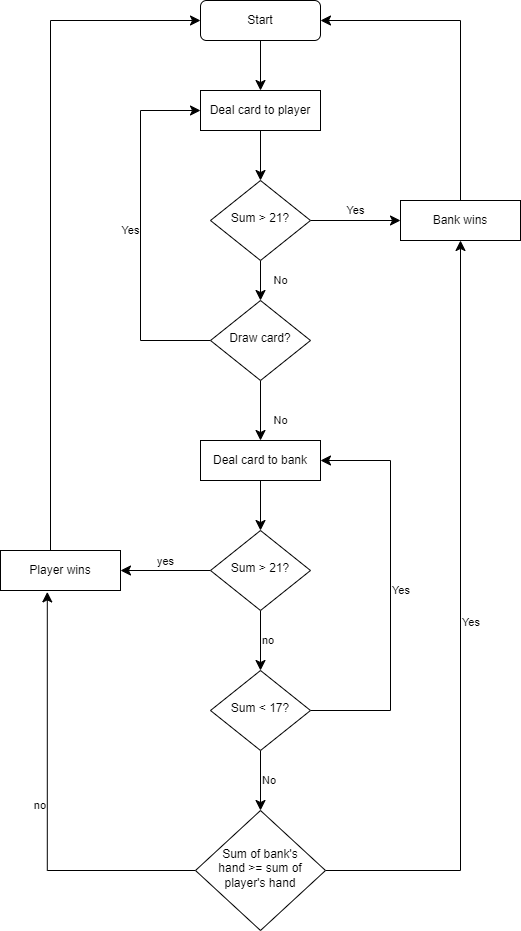 Start
Deal card to player
Sum > 21?
Yes
Bank wins
Yes
No
Draw card?
No
Deal card to bank
Player wins
yes
Sum > 21?
Yes
Yes
no
Sum < 17?
No
no
Sum of bank's
hand >= sum of
player's hand